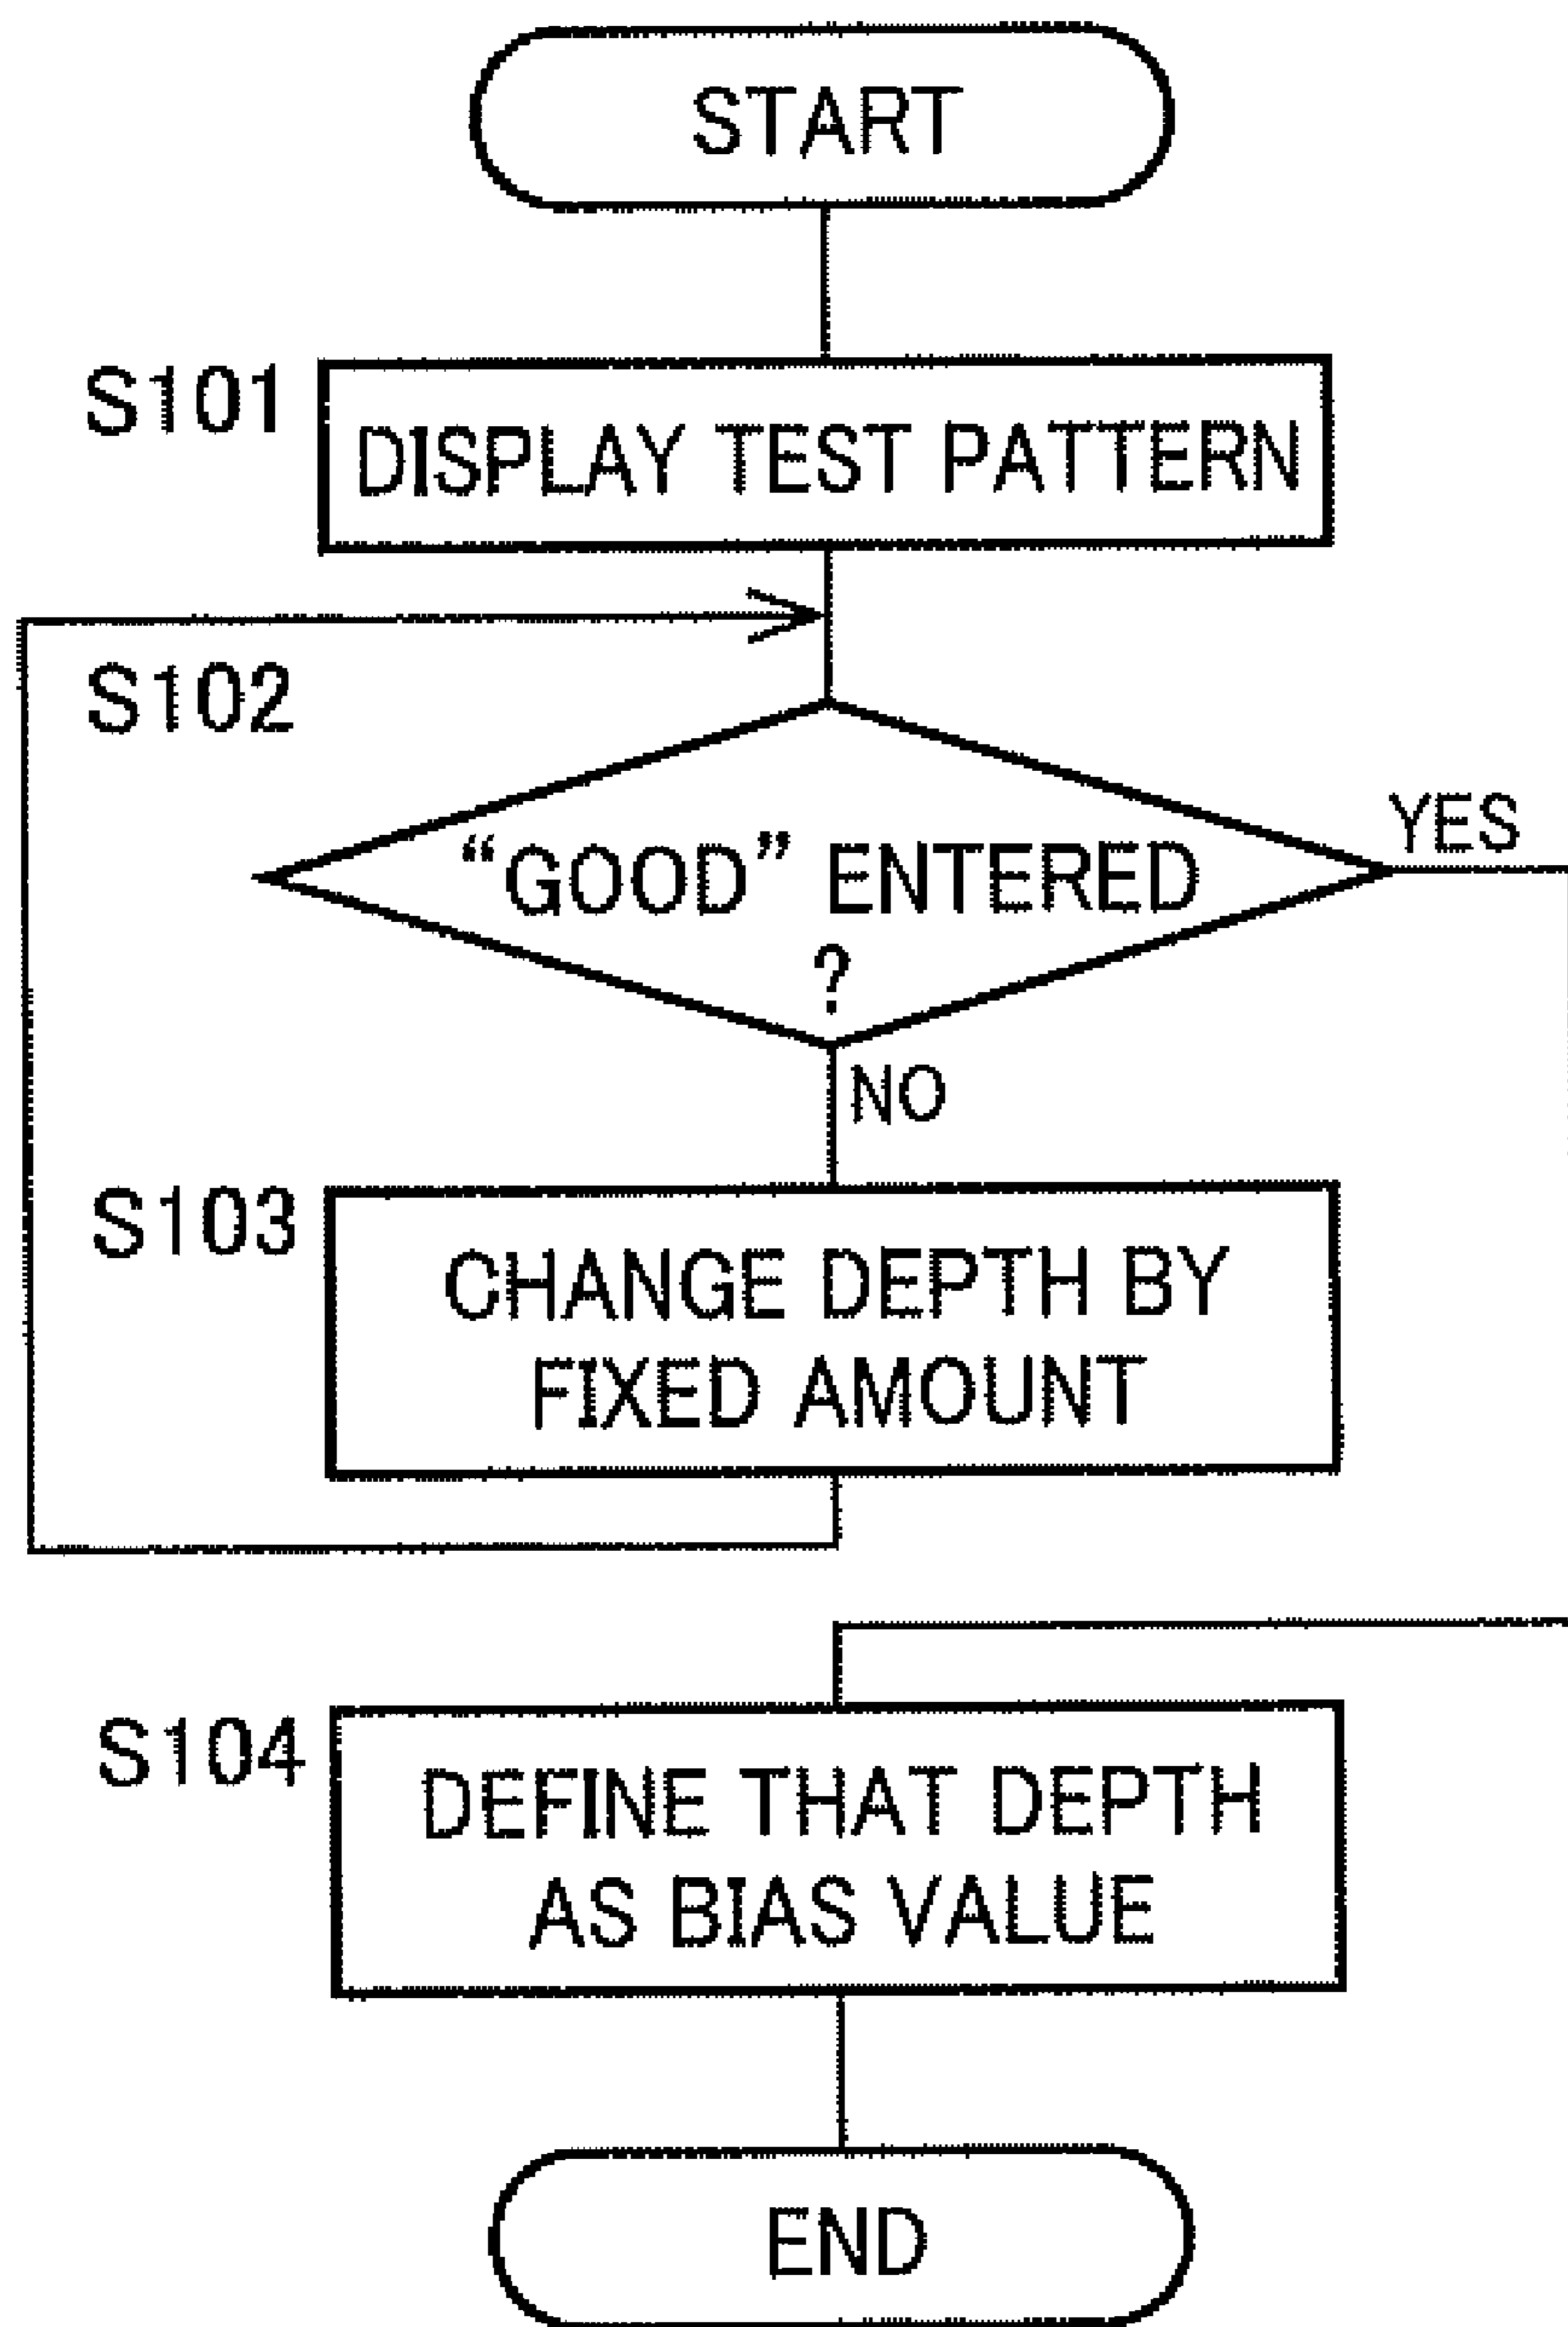 START
S101
DISPLAY TEST PATTERN
S102
“GOOD” ENTERED
?
YES
NO
S103
CHANGE DEPTH BY
FIXED AMOUNT
S104
DEFINE THAT DEPTH
AS BIAS VALUE
END